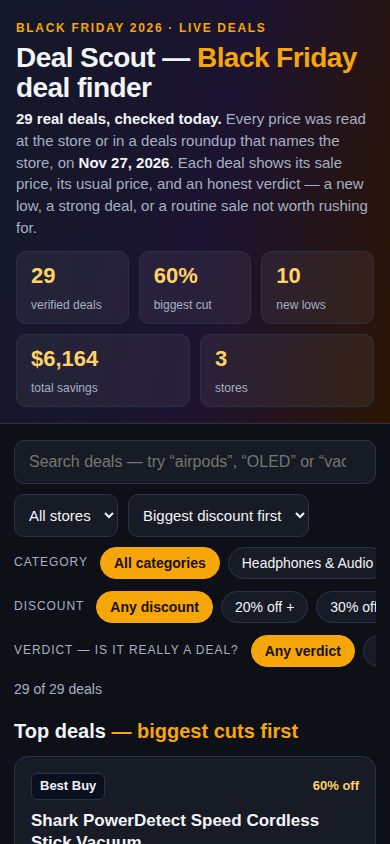 BLACK FRIDAY 2026 · LIVE DEALS
Deal Scout — Black Friday
deal finder
29 real deals, checked today. Every price was read
at the store or in a deals roundup that names the
store, on Nov 27, 2026. Each deal shows its sale
price, its usual price, and an honest verdict — a new
low, a strong deal, or a routine sale not worth rushing
for.
29
verified deals
60%
biggest cut
10
new lows
$6,164
total savings
3
stores
Search deals — try “airpods”, “OLED” or “vac
All stores
Biggest discount first
CATEGORY All categories Headphones & Audio
DISCOUNT Any discount 20% off + 30% off
VERDICT — IS IT REALLY A DEAL? Any verdict
29 of 29 deals
Top deals — biggest cuts first
Best Buy 60% off
Shark PowerDetect Speed Cordless
Stick Vacuum